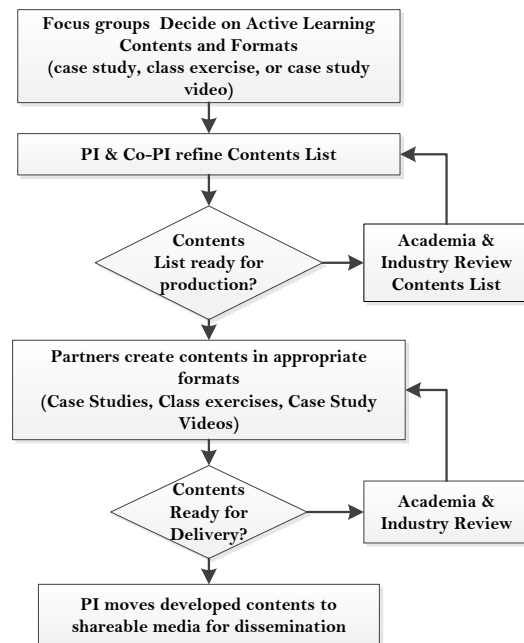 Focus groups  Decide on Active Learning
Contents and Formats
(case study, class exercise, or case study
video)
PI & Co-PI refine Contents List
Contents
List ready for
production?
Academia &
Industry Review
Contents List
Partners create contents in appropriate
formats
(Case Studies, Class exercises, Case Study
Videos)
Contents
Ready for
Delivery?
Academia &
Industry Review
PI moves developed contents to
shareable media for dissemination